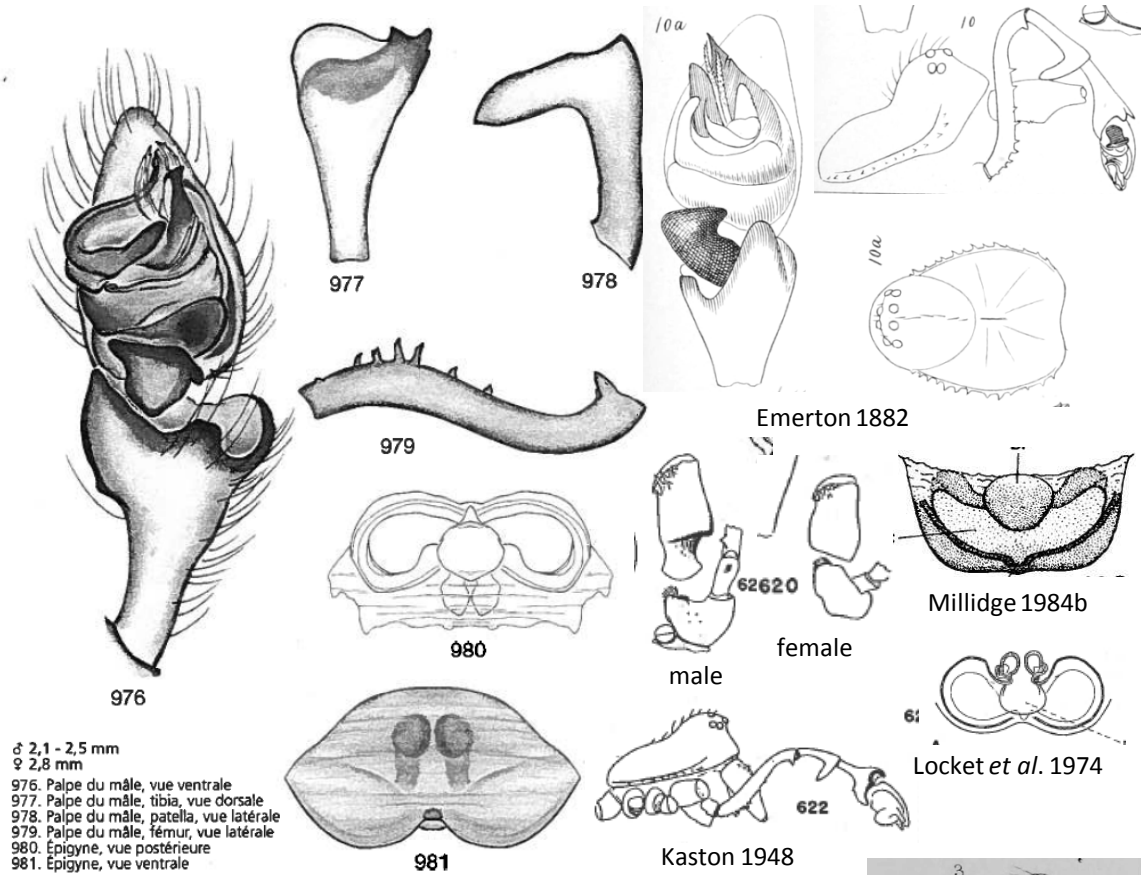 976
977
978
979
980
981
♂ 2,1 - 2,5 mm
♀ 2,8 mm
976. Palpe du mâle, vue ventrale
977. Palpe du mâle, tibia, vue dorsale
978. Palpe du mâle, patella, vue latérale
979. Palpe du mâle, fémur, vue latérale
980. Épigyne, vue postérieure
981. Épigyne, vue ventrale
10a
10
10a
Emerton 1882
620
male
female
622
Kaston 1948
Millidge 1984b
Locket et al. 1974
3